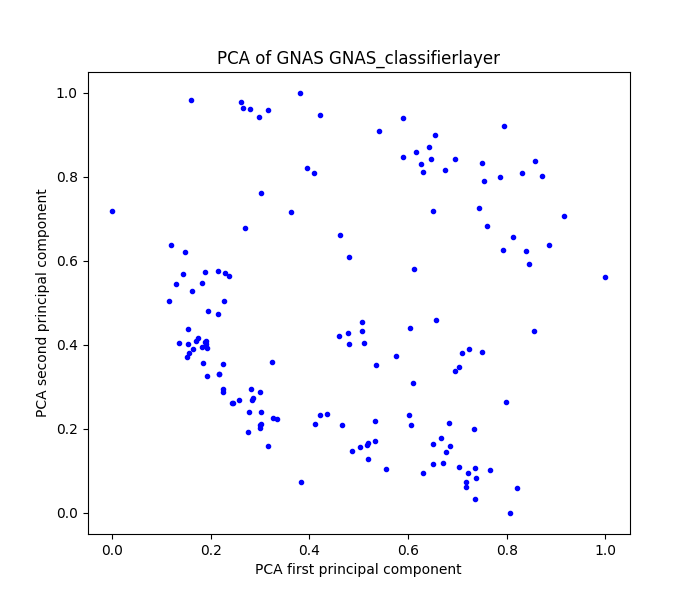 PCA of GNAS GNAS_classifierlayer
1.0
0.8
0.6
0.4
0.2
0.0
PCA second principal component
0.0 0.2 0.4 0.6 0.8 1.0
PCA first principal component